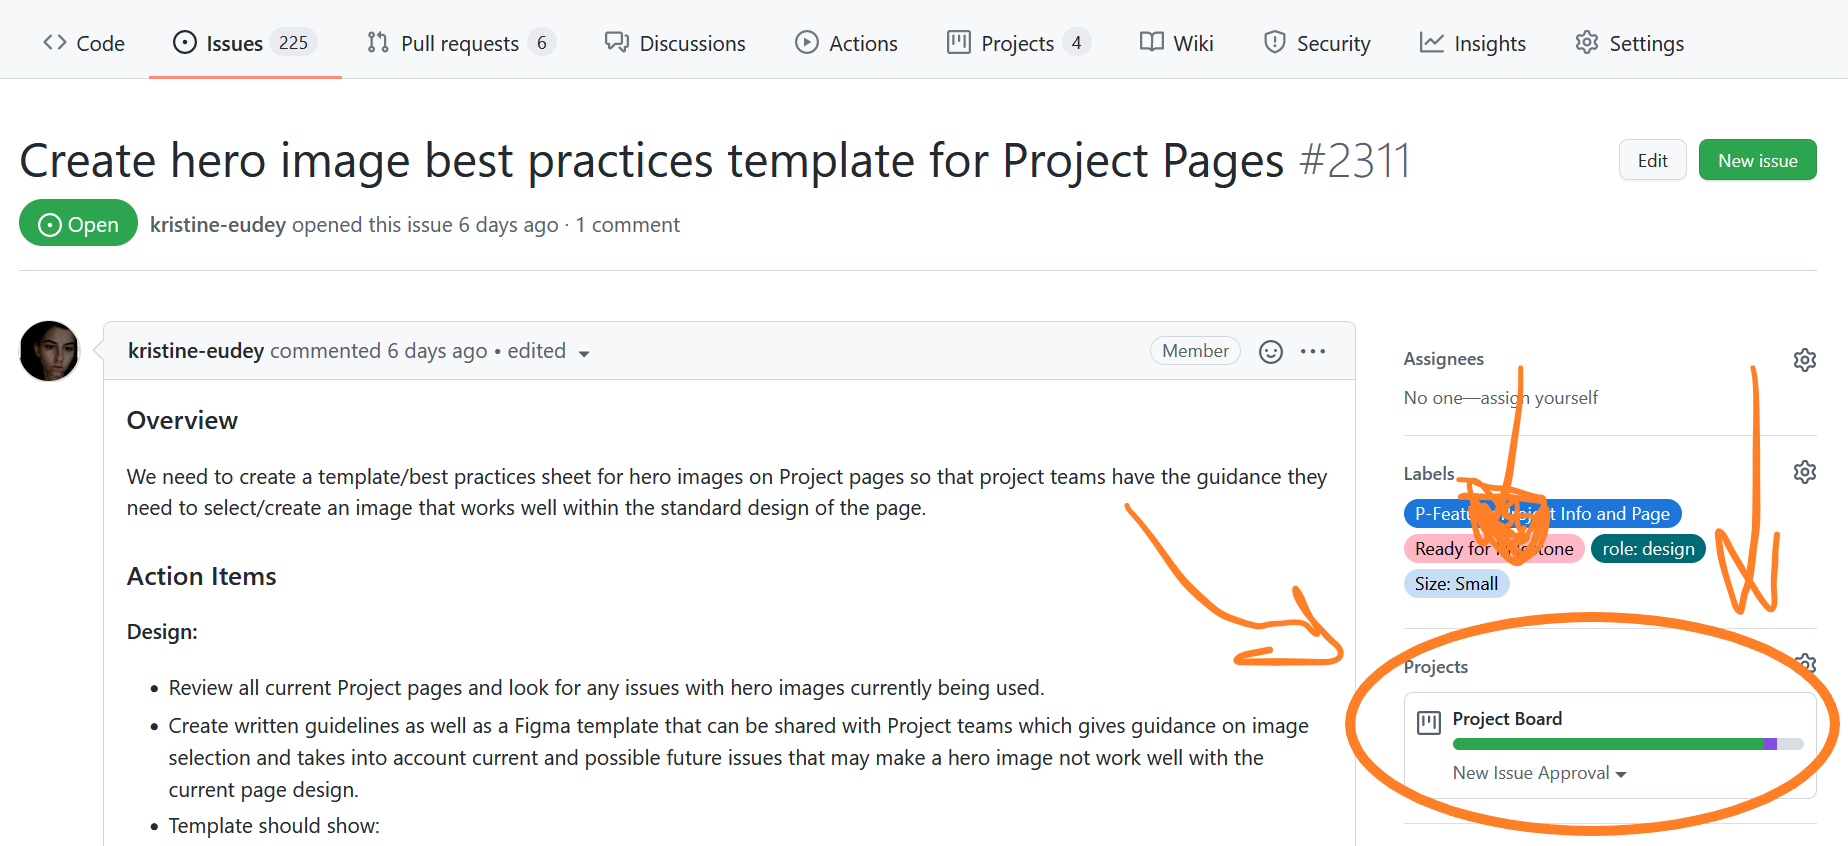 Code Issues 225 Pull requests 6 Discussions Actions Projects 4 Wiki Security Insights Settings
Create hero image best practices template for Project Pages #2311
Edit New issue
Open kristine-eudey opened this issue 6 days ago · 1 comment
kristine-eudey commented 6 days ago • edited Member
Overview
We need to create a template/best practices sheet for hero images on Project pages so that project teams have the guidance they
need to select/create an image that works well within the standard design of the page.
Action Items
Design:
• Review all current Project pages and look for any issues with hero images currently being used.
• Create written guidelines as well as a Figma template that can be shared with Project teams which gives guidance on image
selection and takes into account current and possible future issues that may make a hero image not work well with the
current page design.
• Template should show:
Assignees
No one—assign yourself
Labels
Info and Page
Ready for
role: design
Size: Small
Projects
Project Board
New Issue Approval